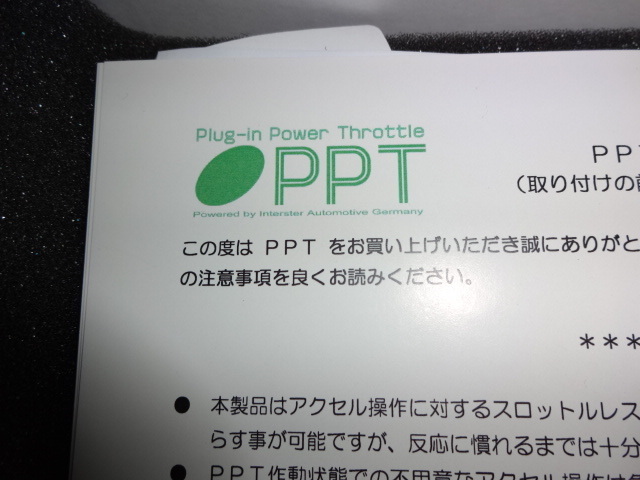 Plug-in Power Throttle
PPT
Powered by Interster Automotive Germany
PPT
(取り付けの
この度は PPT をお買い上げいただき誠にありがと
の注意事項を良くお読みください。
***
● 本製品はアクセル操作に対するスロットルレス
らす事が可能ですが、反応に慣れるまでは十分
● PPT作動状態での不用意なアクセル操作は